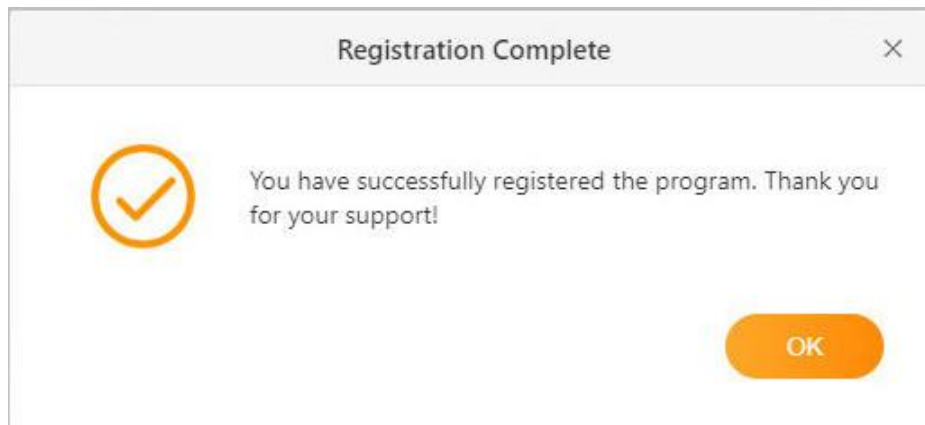 Registration Complete
You have successfully registered the program. Thank you
for your support!
OK